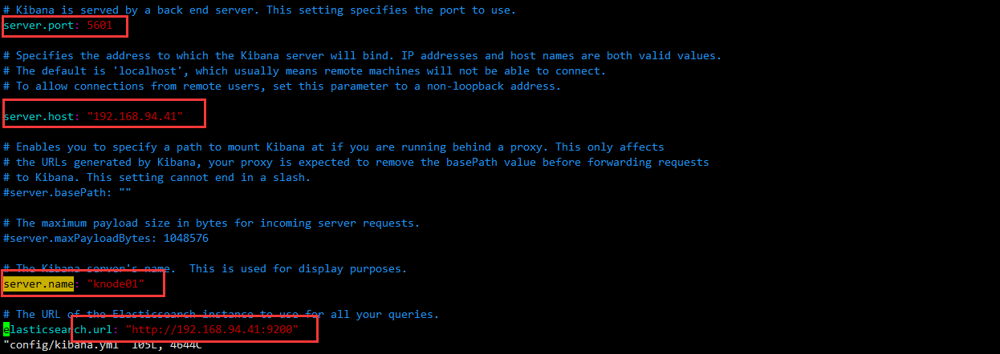 # Kibana is served by a back end server. This setting specifies the port to use.
server.port: 5601
# Specifies the address to which the Kibana server will bind. IP addresses and host names are both valid values.
# The default is 'localhost', which usually means remote machines will not be able to connect.
# To allow connections from remote users, set this parameter to a non-loopback address.
server.host: "192.168.94.41"
# Enables you to specify a path to mount Kibana at if you are running behind a proxy. This only affects
# the URLs generated by Kibana, your proxy is expected to remove the basePath value before forwarding requests
# to Kibana. This setting cannot end in a slash.
#server.basePath: ""
# The maximum payload size in bytes for incoming server requests.
#server.maxPayloadBytes: 1048576
# The Kibana server's name.  This is used for display purposes.
server.name: "knode01"
# The URL of the Elasticsearch instance to use for all your queries.
elasticsearch.url: "http://192.168.94.41:9200"
"config/kibana.yml" 105L, 4644C